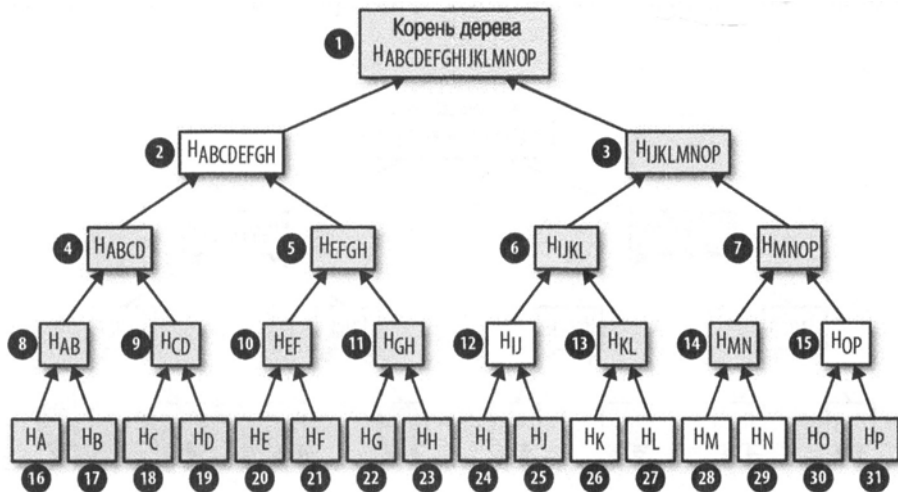 Корень дерева
1 HABCDEFGHIJKLMNOP
2 HABCDEFGH 3 HIJKLMNOP
4 HABCD 5 HEFGH 6 HIJKL 7 HMNOP
8 HAB 9 HCD 10 HEF 11 HGH 12 HIJ 13 HKL 14 HMN 15 HOP
HA HB HC HD HE HF HG HH HI HJ HK HL HM HN HO HP
16 17 18 19 20 21 22 23 24 25 26 27 28 29 30 31